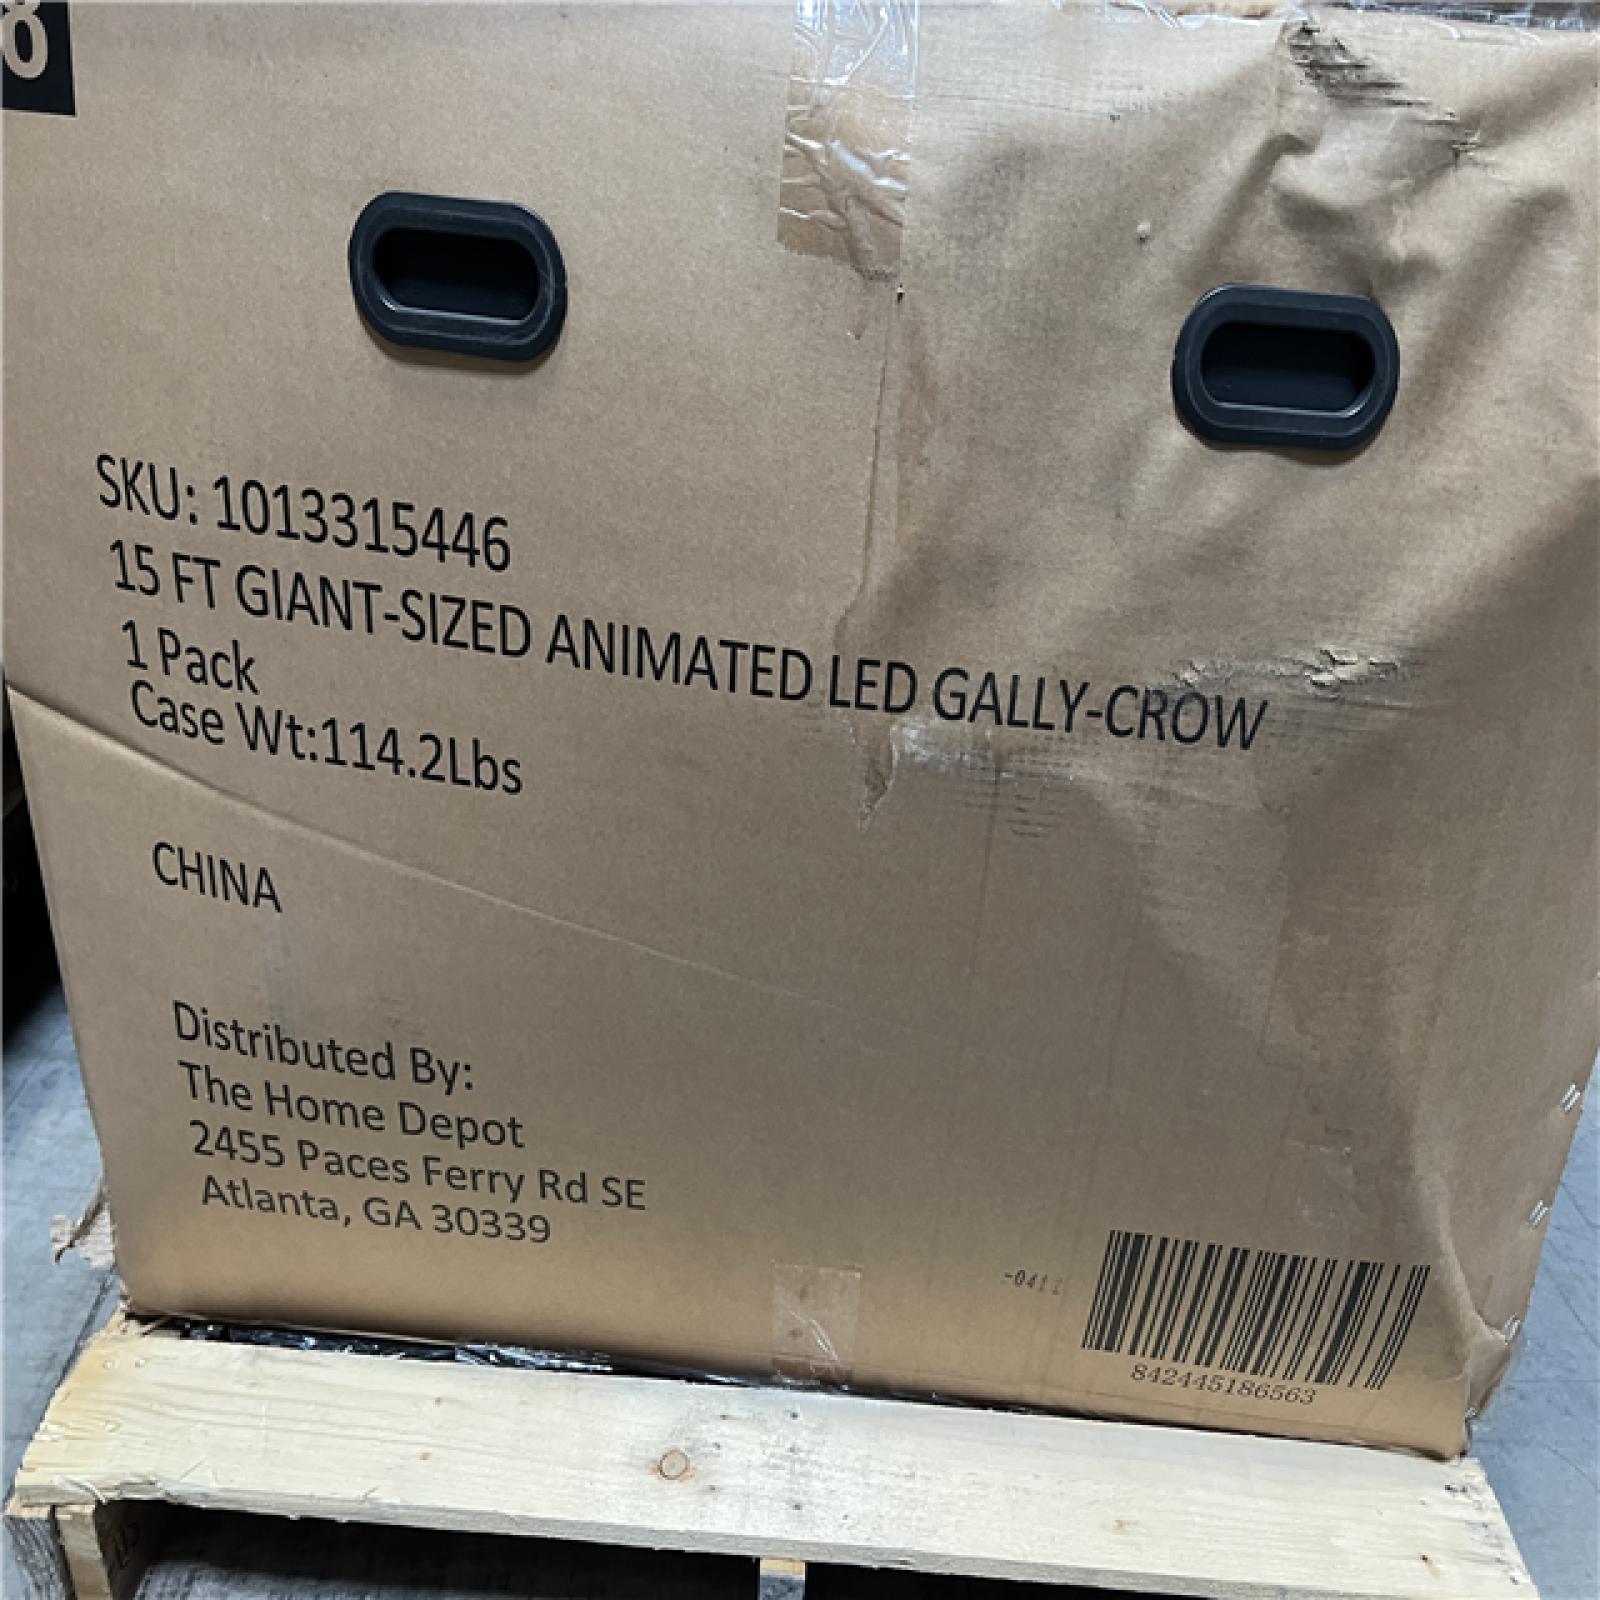 8
SKU: 1013315446
15 FT GIANT-SIZED ANIMATED LED GALLY-CROW
1 Pack
Case Wt:114.2Lbs
CHINA
Distributed By:
The Home Depot
2455 Paces Ferry Rd SE
Atlanta, GA 30339
842445186563